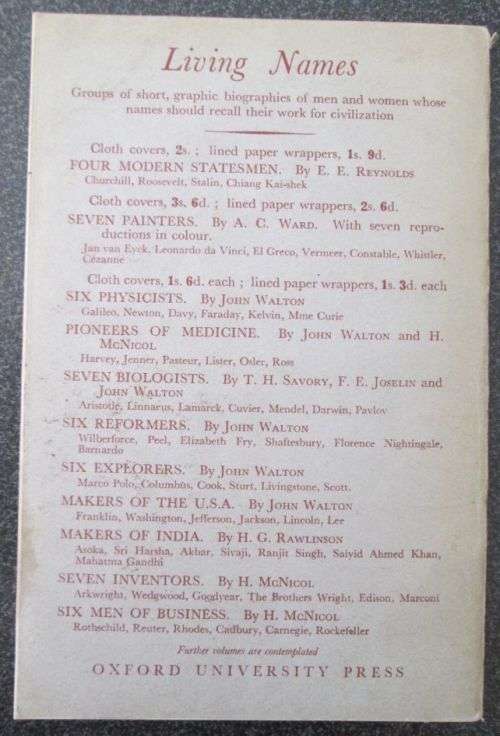 Living Names
Groups of short, graphic biographies of men and women whose
names should recall their work for civilization
Cloth covers, 2s. ; lined paper wrappers, 1s. 9d.
FOUR MODERN STATESMEN. By E. E. REYNOLDS
Churchill, Roosevelt, Stalin, Chiang Kai-shek
Cloth covers, 3s. 6d. ; lined paper wrappers, 2s. 6d.
SEVEN PAINTERS. By A. C. WARD. With seven repro-
ductions in colour.
Jan van Eyck, Leonardo da Vinci, El Greco, Vermeer, Constable, Whistler,
Cézanne
Cloth covers, 1s. 6d. each ; lined paper wrappers, 1s. 3d. each
SIX PHYSICISTS. By JOHN WALTON
Galileo, Newton, Davy, Faraday, Kelvin, Mme Curie
PIONEERS OF MEDICINE. By JOHN WALTON and H.
MCNICOL
Harvey, Jenner, Pasteur, Lister, Osler, Ross
SEVEN BIOLOGISTS. By T. H. SAVORY, F. E. JOSELIN and
JOHN WALTON
Aristotle, Linnaeus, Lamarck, Cuvier, Mendel, Darwin, Pavlov
SIX REFORMERS. By JOHN WALTON
Wilberforce, Peel, Elizabeth Fry, Shaftesbury, Florence Nightingale,
Barnardo
SIX EXPLORERS. By JOHN WALTON
Marco Polo, Columbus, Cook, Sturt, Livingstone, Scott.
MAKERS OF THE U.S.A. By JOHN WALTON
Franklin, Washington, Jefferson, Jackson, Lincoln, Lee
MAKERS OF INDIA. By H. G. RAWLINSON
Asoka, Sri Harsha, Akbar, Sivaji, Ranjit Singh, Saiyid Ahmed Khan,
Mahatma Gandhi
SEVEN INVENTORS. By H. MCNICOL
Arkwright, Wedgwood, Goodyear, The Brothers Wright, Edison, Marconi
SIX MEN OF BUSINESS. By H. MCNICOL
Rothschild, Reuter, Rhodes, Cadbury, Carnegie, Rockefeller
Further volumes are contemplated
OXFORD UNIVERSITY PRESS